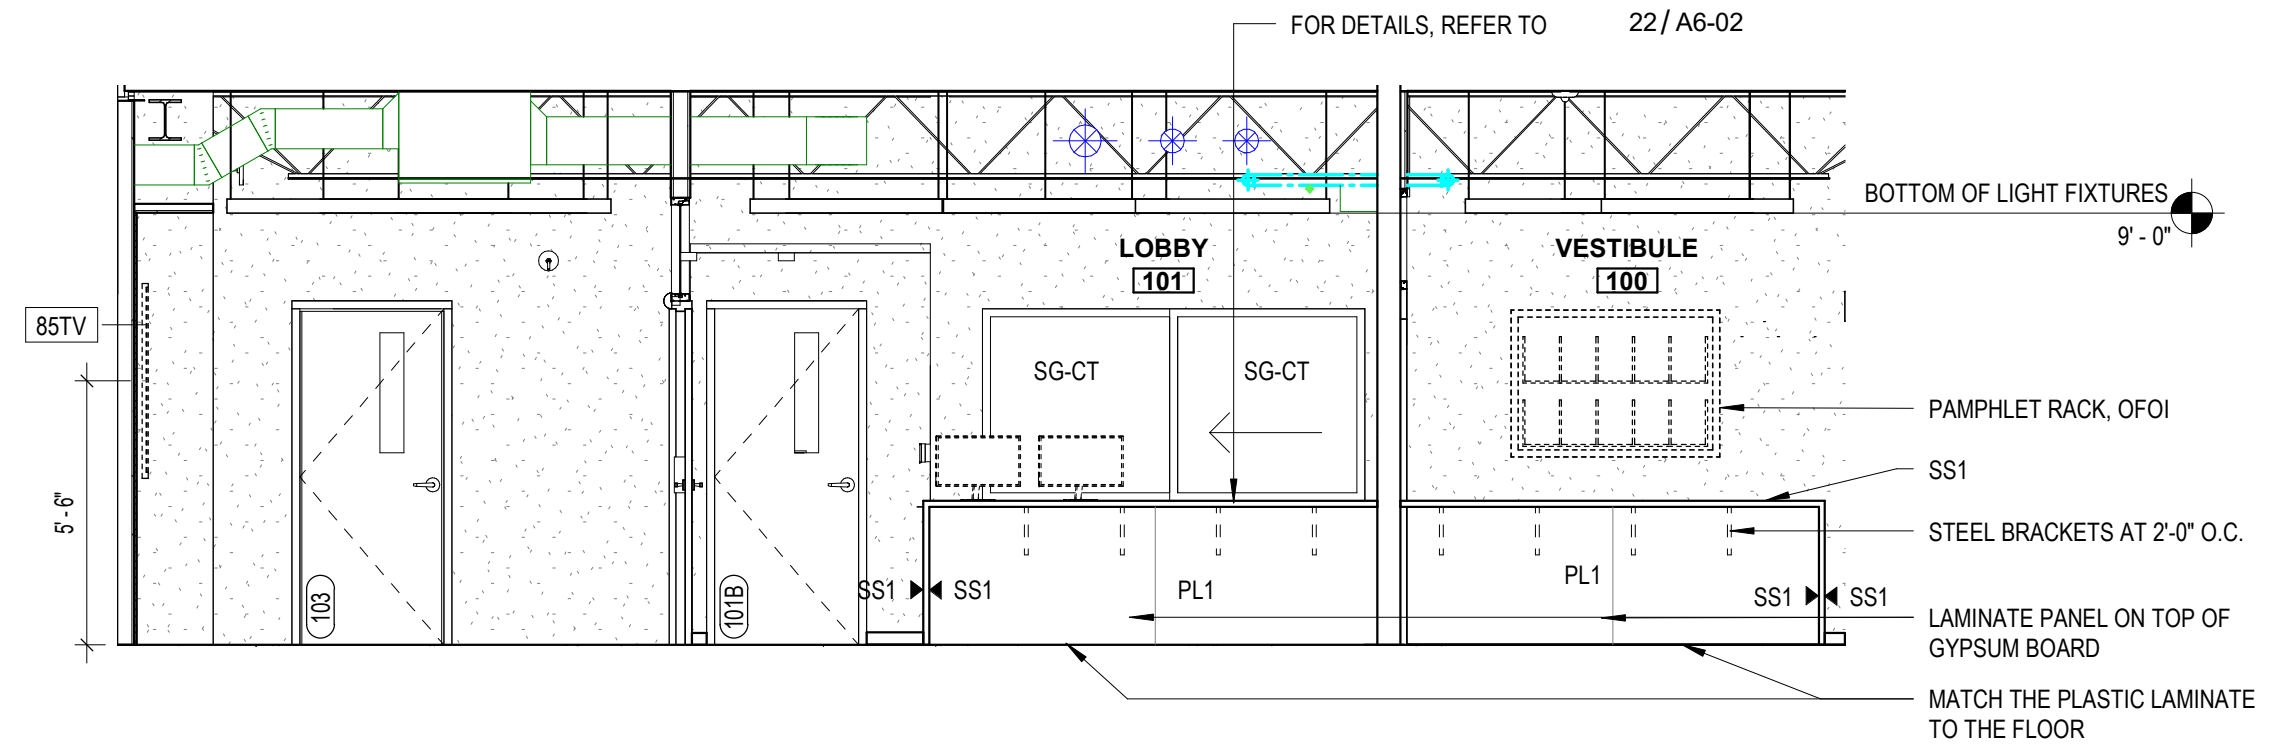 FOR DETAILS, REFER TO 22 / A6-02
BOTTOM OF LIGHT FIXTURES
9' - 0"
LOBBY
101
VESTIBULE
100
85TV
SG-CT
SG-CT
PAMPHLET RACK, OFOI
SS1
5' - 6"
STEEL BRACKETS AT 2'-0" O.C.
103
101B
SS1
SS1
PL1
PL1
SS1
SS1
LAMINATE PANEL ON TOP OF
GYPSUM BOARD
MATCH THE PLASTIC LAMINATE
TO THE FLOOR